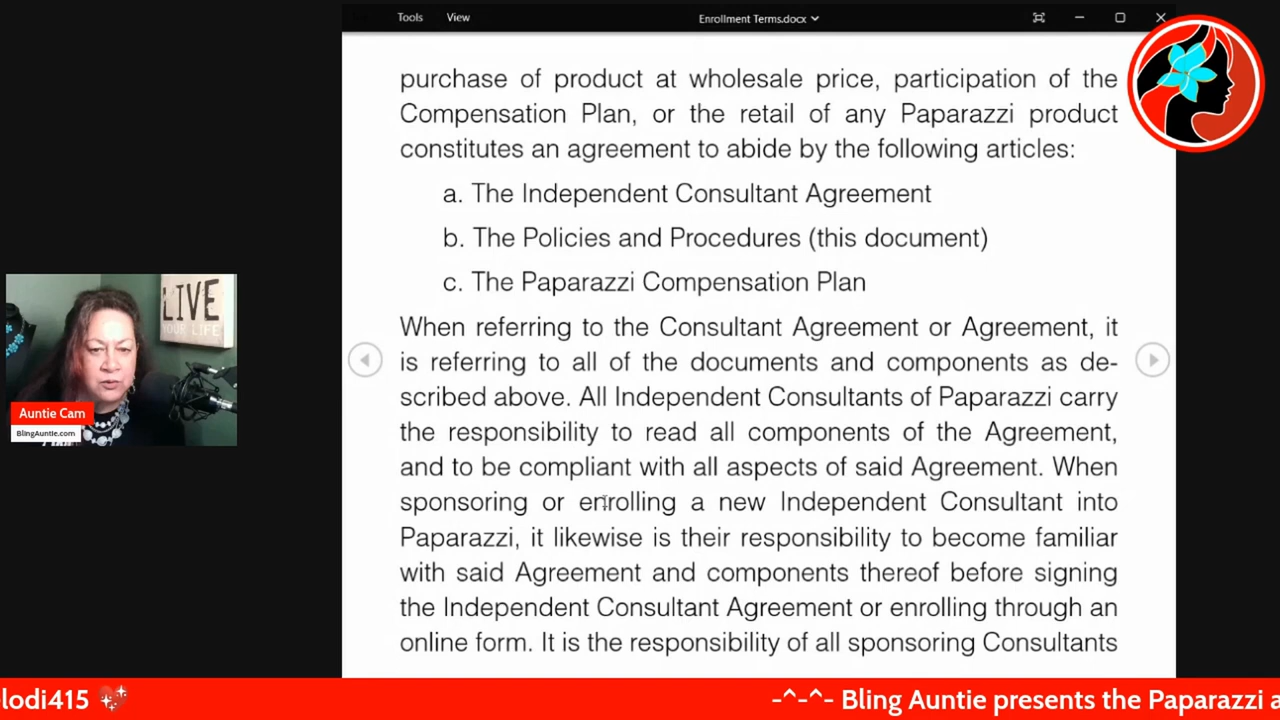 Tools View Enrollment Terms.docx
purchase of product at wholesale price, participation of the
Compensation Plan, or the retail of any Paparazzi product
constitutes an agreement to abide by the following articles:
a. The Independent Consultant Agreement
b. The Policies and Procedures (this document)
c. The Paparazzi Compensation Plan
When referring to the Consultant Agreement or Agreement, it
is referring to all of the documents and components as de-
scribed above. All Independent Consultants of Paparazzi carry
the responsibility to read all components of the Agreement,
and to be compliant with all aspects of said Agreement. When
sponsoring or enrolling a new Independent Consultant into
Paparazzi, it likewise is their responsibility to become familiar
with said Agreement and components thereof before signing
the Independent Consultant Agreement or enrolling through an
online form. It is the responsibility of all sponsoring Consultants
LIVE
YOUR LIFE
Auntie Cam
BlingAuntie.com
elodi415 💖 -^-^- Bling Auntie presents the Paparazzi a